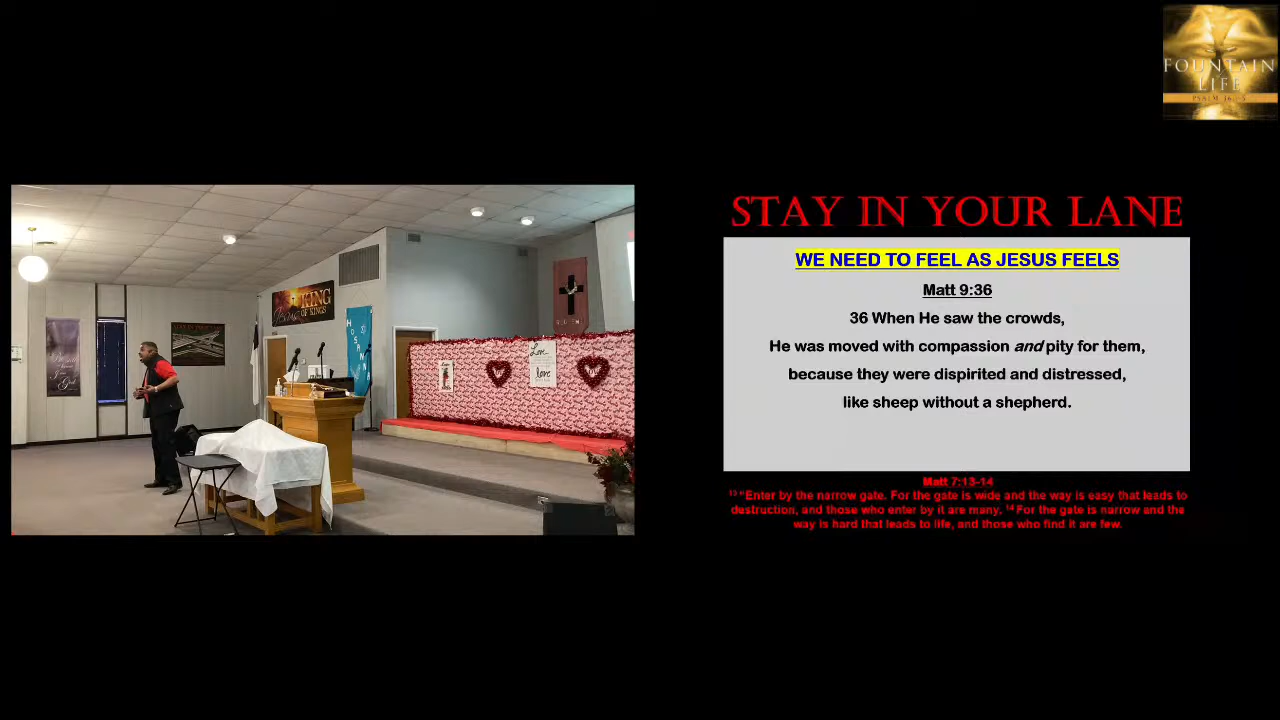 FOUNTAIN
LIFE
STAY IN YOUR LANE
WE NEED TO FEEL AS JESUS FEELS
Matt 9:36
36 When He saw the crowds,
He was moved with compassion and pity for them,
because they were dispirited and distressed,
like sheep without a shepherd.
Matt 7:13-14
13 "Enter by the narrow gate. For the gate is wide and the way is easy that leads to
destruction, and those who enter by it are many. 14 For the gate is narrow and the
way is hard that leads to life, and those who find it are few.
KING
OF KINGS
HOSANNA
Love
love
God